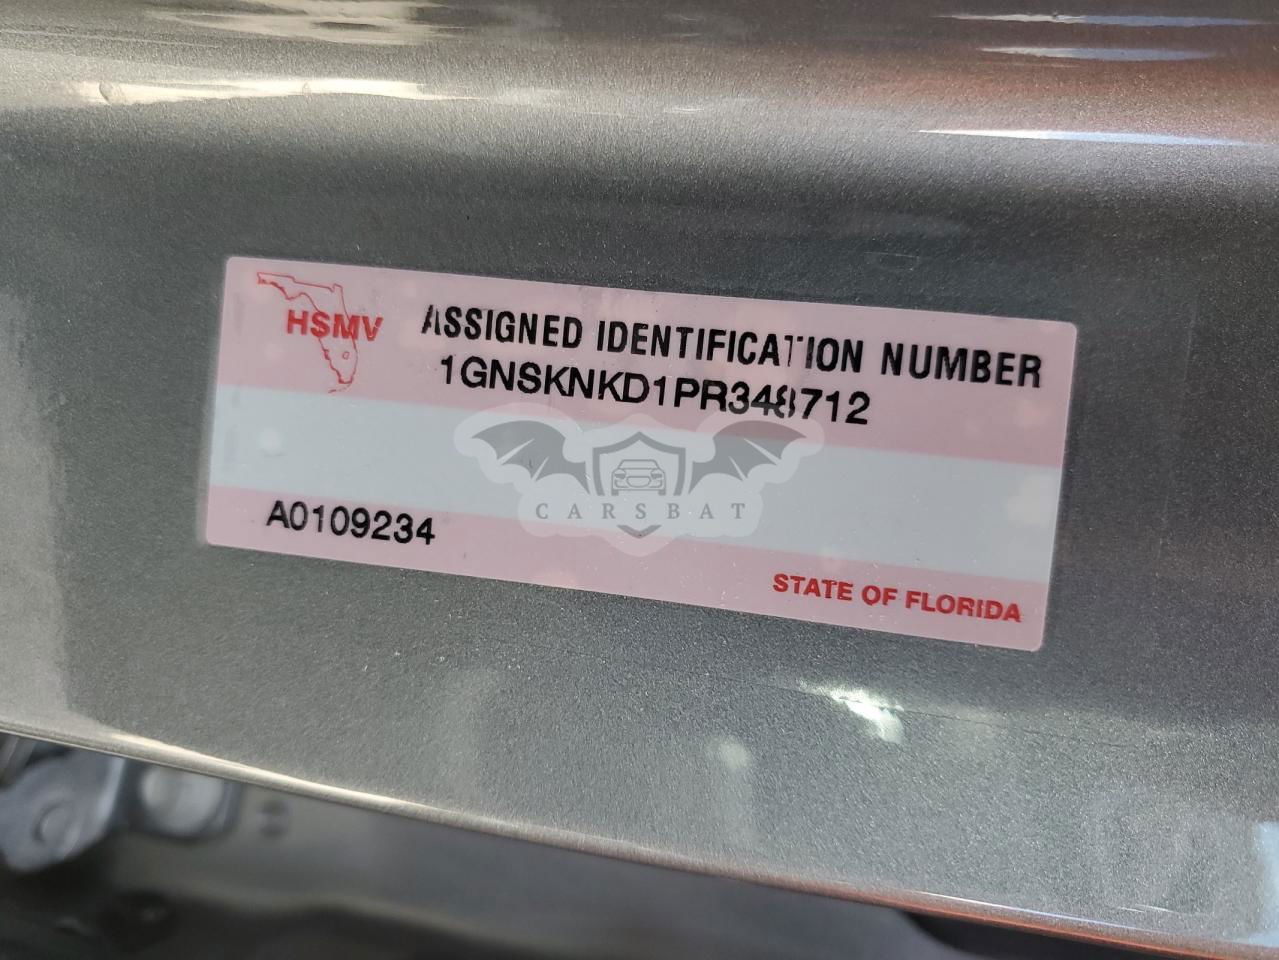 HSMV
ASSIGNED IDENTIFICATION NUMBER
1GNSKNKD1PR348712
CARSBAT
A0109234
STATE OF FLORIDA